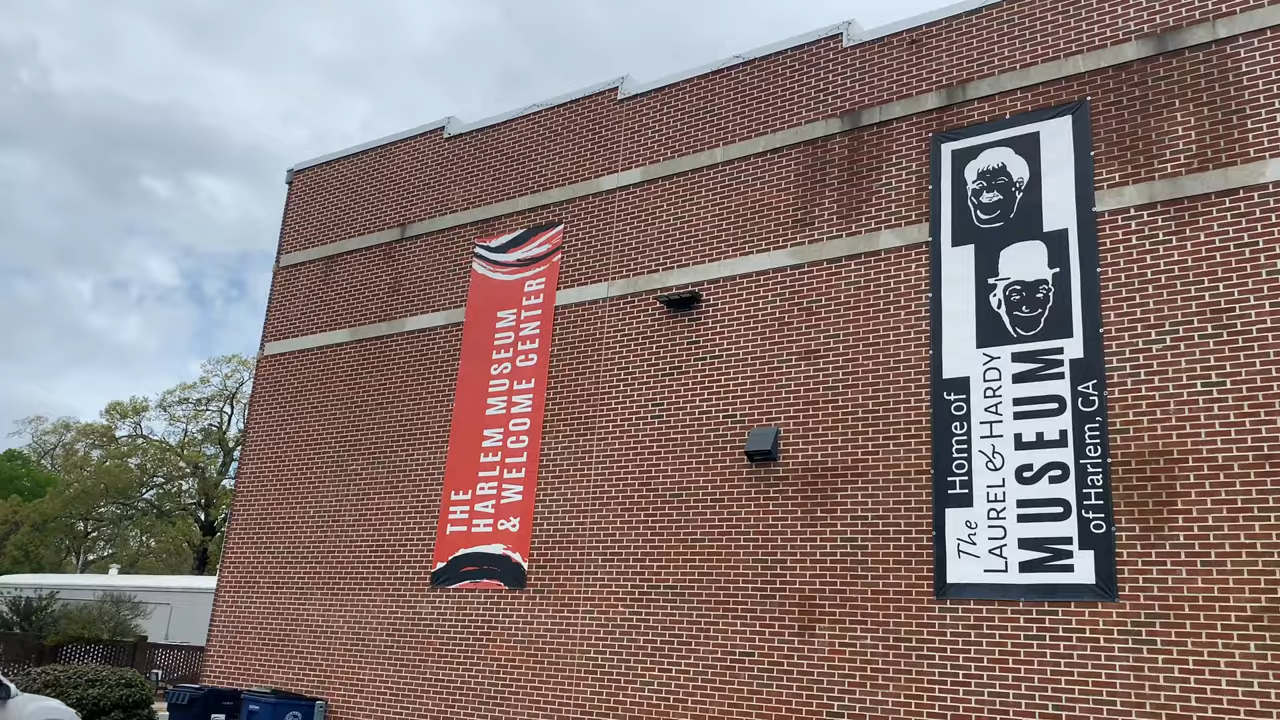 THE
HARLEM MUSEUM
& WELCOME CENTER
Home of
The
LAUREL & HARDY
MUSEUM
of Harlem, GA